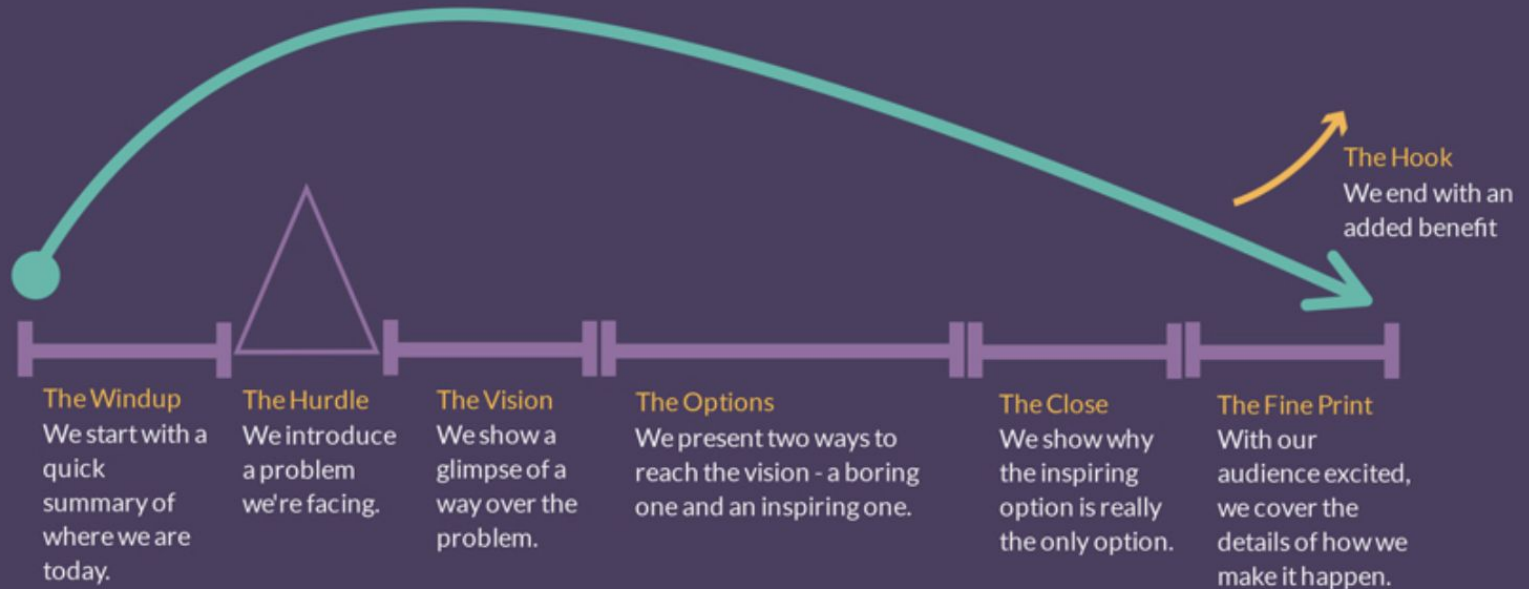 The Windup
We start with a
quick
summary of
where we are
today.
The Hurdle
We introduce
a problem
we're facing.
The Vision
We show a
glimpse of a
way over the
problem.
The Options
We present two ways to
reach the vision - a boring
one and an inspiring one.
The Close
We show why
the inspiring
option is really
the only option.
The Fine Print
With our
audience excited,
we cover the
details of how we
make it happen.
The Hook
We end with an
added benefit